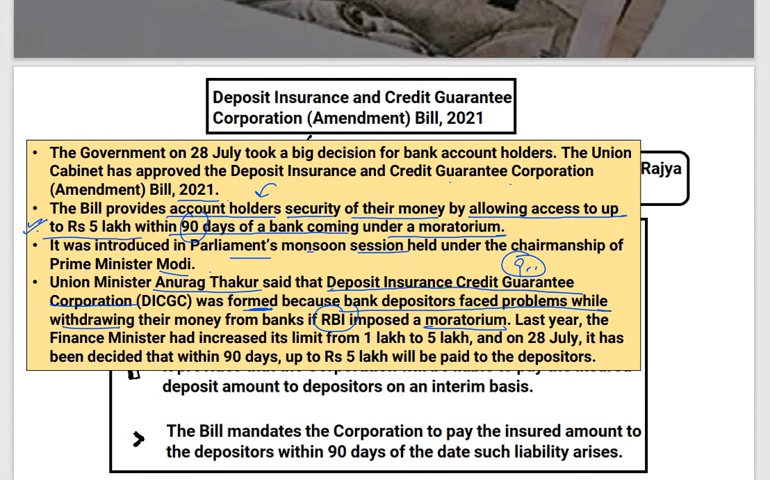 Deposit Insurance and Credit Guarantee
Corporation (Amendment) Bill, 2021
Rajya
• The Government on 28 July took a big decision for bank account holders. The Union
Cabinet has approved the Deposit Insurance and Credit Guarantee Corporation
(Amendment) Bill, 2021.
• The Bill provides account holders security of their money by allowing access to up
to Rs 5 lakh within 90 days of a bank coming under a moratorium.
• It was introduced in Parliament's monsoon session held under the chairmanship of
Prime Minister Modi.
• Union Minister Anurag Thakur said that Deposit Insurance Credit Guarantee
Corporation (DICGC) was formed because bank depositors faced problems while
withdrawing their money from banks if RBI imposed a moratorium. Last year, the
Finance Minister had increased its limit from 1 lakh to 5 lakh, and on 28 July, it has
been decided that within 90 days, up to Rs 5 lakh will be paid to the depositors.
deposit amount to depositors on an interim basis.
The Bill mandates the Corporation to pay the insured amount to
the depositors within 90 days of the date such liability arises.